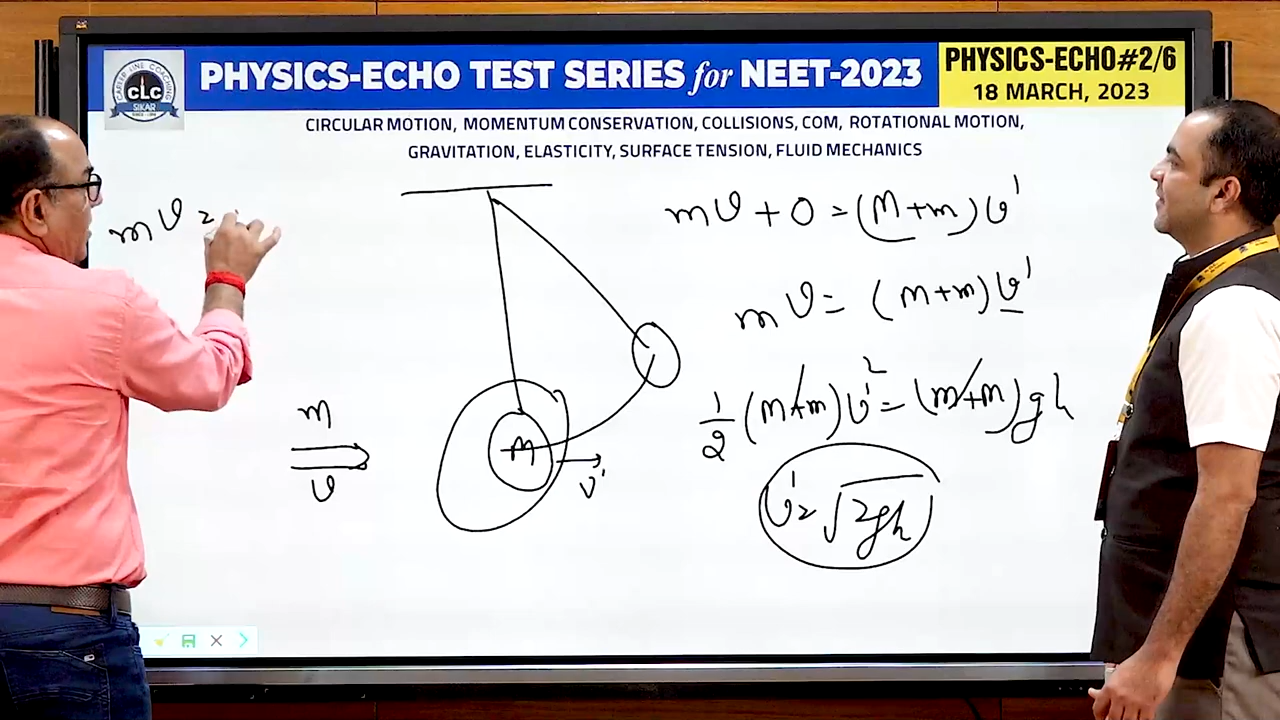 PHYSICS-ECHO TEST SERIES for NEET-2023
PHYSICS-ECHO#2/6
18 MARCH, 2023
CLC
SIKAR
CIRCULAR MOTION, MOMENTUM CONSERVATION, COLLISIONS, COM, ROTATIONAL MOTION,
GRAVITATION, ELASTICITY, SURFACE TENSION, FLUID MECHANICS
mv =
mv + 0 = (M+m)v'
mv = (M+m)v'
1/2 (M+m)v'² = (m+M)gh
v' = √2gh
m
v
M
v'